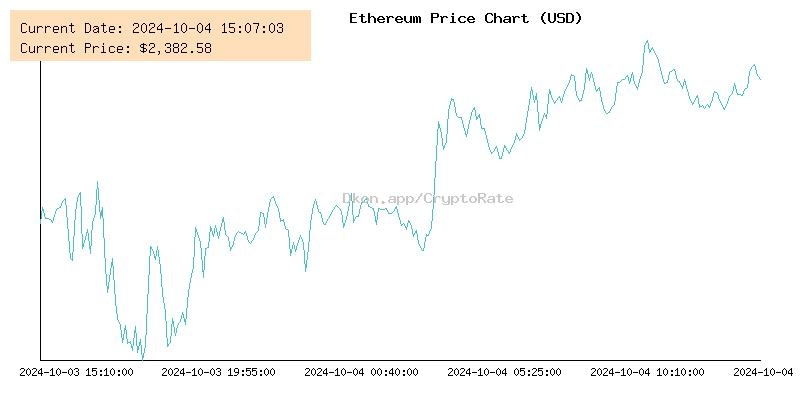 Ethereum Price Chart (USD)
Current Date: 2024-10-04 15:07:03
Current Price: $2,382.58
Dkon.app/CryptoRate
2024-10-03 15:10:00
2024-10-03 19:55:00
2024-10-04 00:40:00
2024-10-04 05:25:00
2024-10-04 10:10:00
2024-10-04